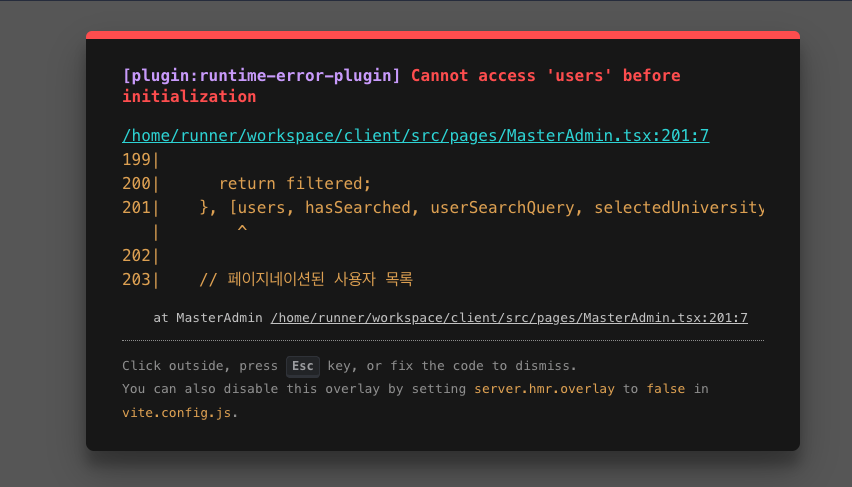 [plugin:runtime-error-plugin] Cannot access 'users' before
initialization
/home/runner/workspace/client/src/pages/MasterAdmin.tsx:201:7
199|
200|      return filtered;
201|    }, [users, hasSearched, userSearchQuery, selectedUniversity
   |        ^
202|
203|    // 페이지네이션된 사용자 목록
at MasterAdmin /home/runner/workspace/client/src/pages/MasterAdmin.tsx:201:7
Click outside, press Esc key, or fix the code to dismiss.
You can also disable this overlay by setting server.hmr.overlay to false in
vite.config.js.